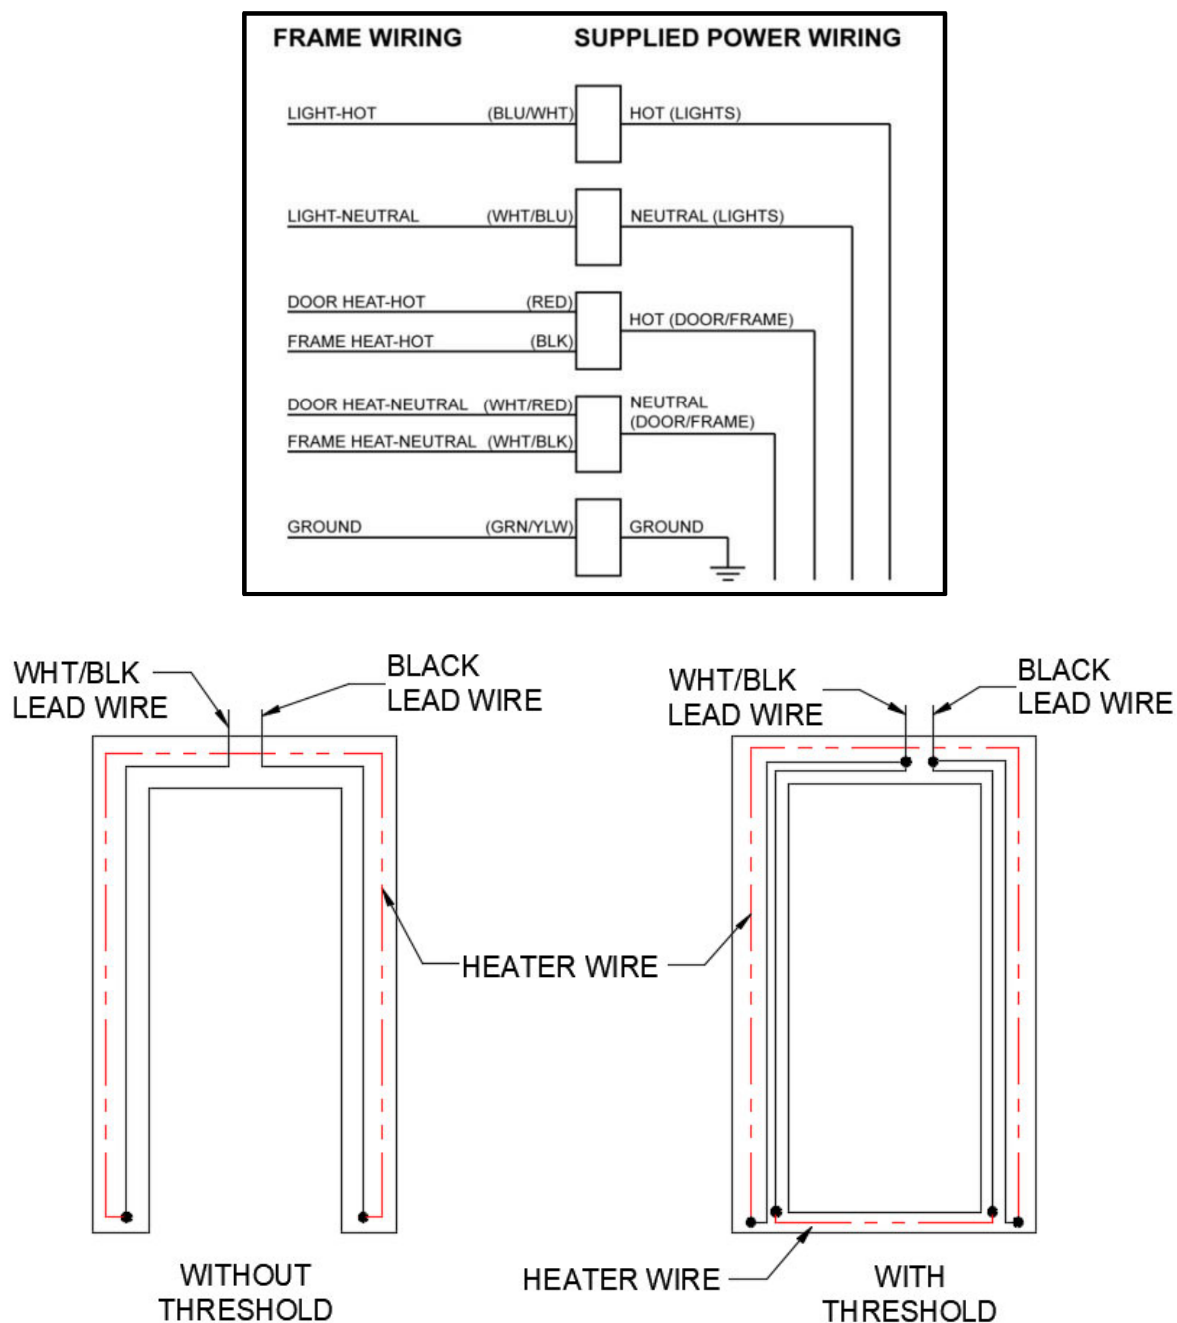 FRAME WIRING
SUPPLIED POWER WIRING
LIGHT-HOT (BLU/WHT) HOT (LIGHTS)
LIGHT-NEUTRAL (WHT/BLU) NEUTRAL (LIGHTS)
DOOR HEAT-HOT (RED)
HOT (DOOR/FRAME)
FRAME HEAT-HOT (BLK)
DOOR HEAT-NEUTRAL (WHT/RED)
NEUTRAL
(DOOR/FRAME)
FRAME HEAT-NEUTRAL (WHT/BLK)
GROUND (GRN/YLW) GROUND
WHT/BLK
LEAD WIRE
BLACK
LEAD WIRE
WHT/BLK
LEAD WIRE
BLACK
LEAD WIRE
HEATER WIRE
WITHOUT
THRESHOLD
HEATER WIRE
WITH
THRESHOLD